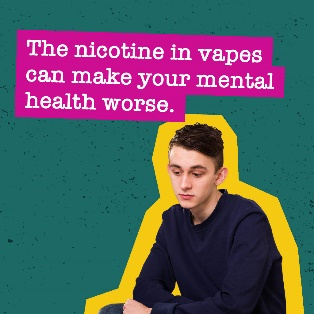 The nicotine in vapes
can make your mental
health worse.